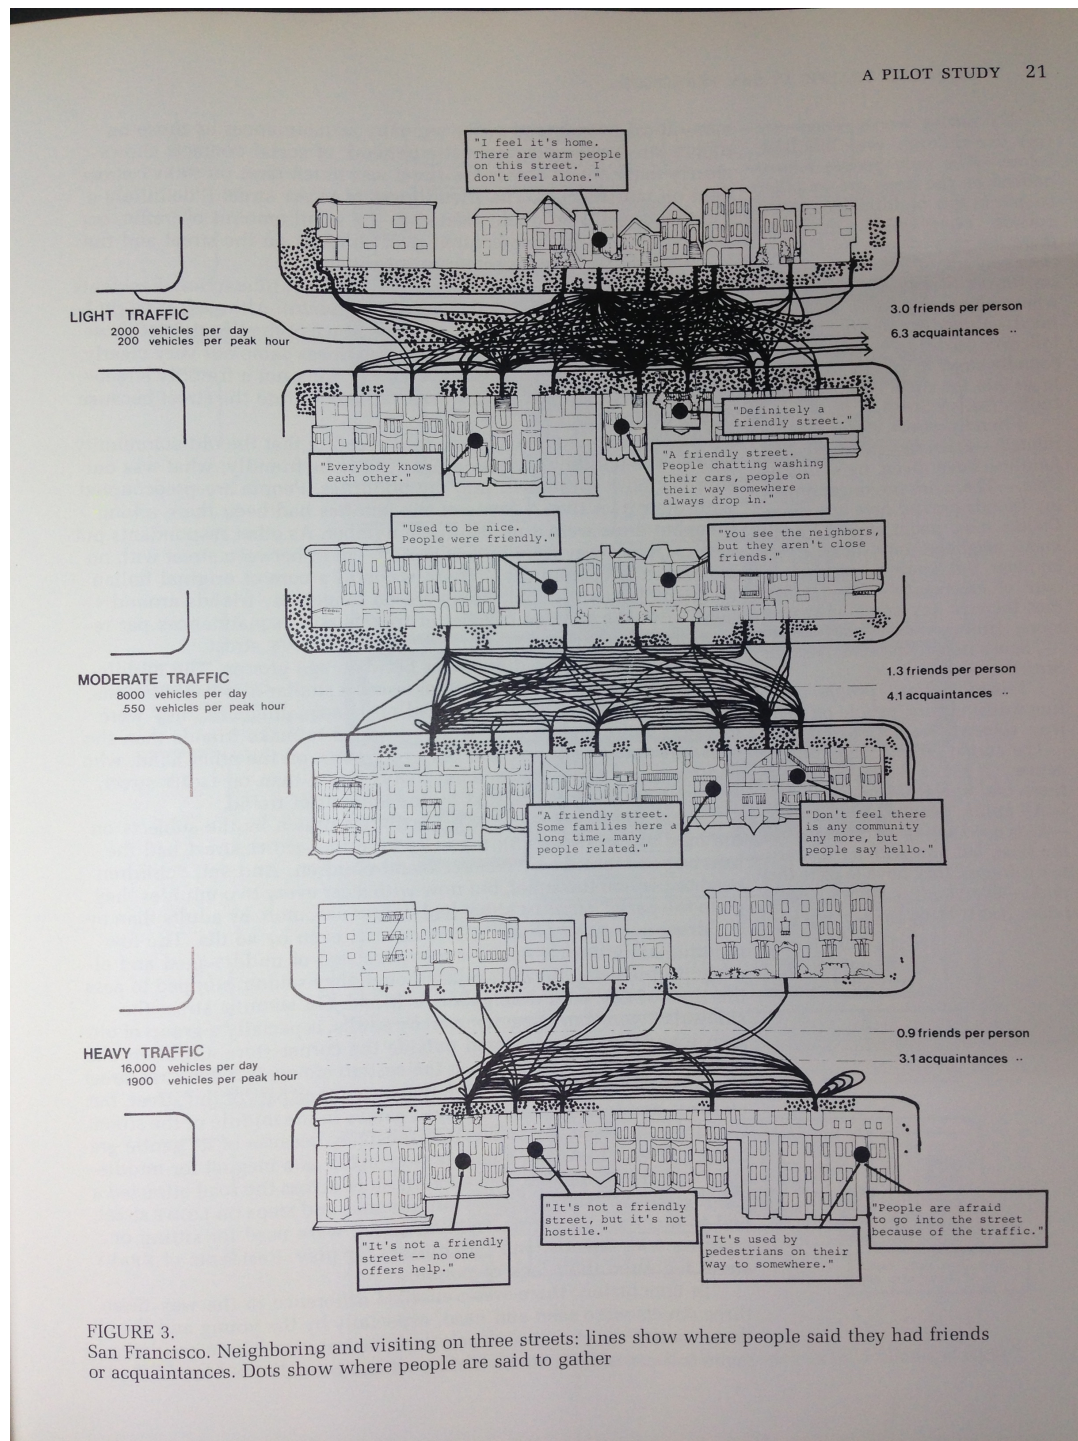 A PILOT STUDY 21
"I feel it's home.
There are warm people
on this street. I
don't feel alone."
LIGHT TRAFFIC
2000 vehicles per day
200 vehicles per peak hour
3.0 friends per person
6.3 acquaintances ..
"Definitely a
friendly street."
"Everybody knows
each other."
"A friendly street.
People chatting washing
their cars, people on
their way somewhere
always drop in."
"Used to be nice.
People were friendly."
"You see the neighbors,
but they aren't close
friends."
MODERATE TRAFFIC
8000 vehicles per day
550 vehicles per peak hour
1.3 friends per person
4.1 acquaintances ..
"A friendly street.
Some families here a
long time, many
people related."
"Don't feel there
is any community
any more, but
people say hello."
HEAVY TRAFFIC
16,000 vehicles per day
1900 vehicles per peak hour
0.9 friends per person
3.1 acquaintances ..
"It's not a friendly
street -- no one
offers help."
"It's not a friendly
street, but it's not
hostile."
"It's used by
pedestrians on their
way to somewhere."
"People are afraid
to go into the street
because of the traffic."
FIGURE 3.
San Francisco. Neighboring and visiting on three streets: lines show where people said they had friends
or acquaintances. Dots show where people are said to gather